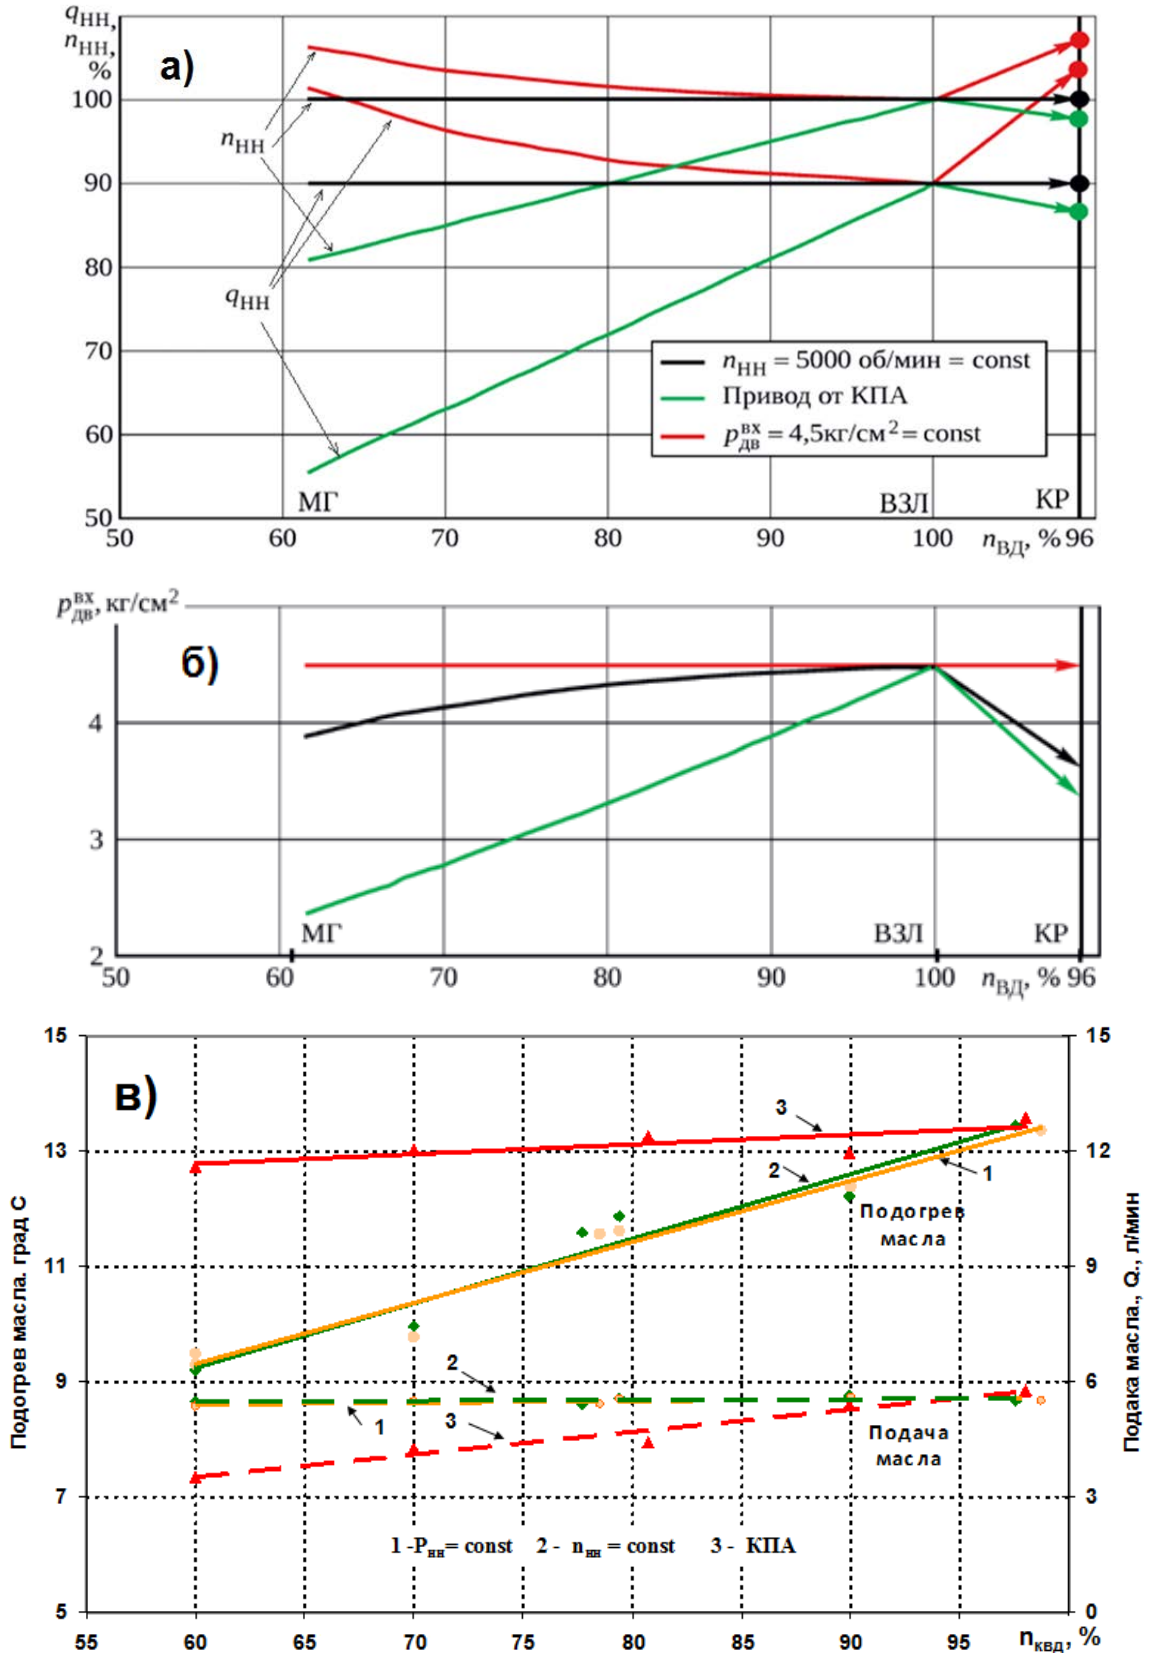 qНН,
nНН,
%
а)
100
nНН
90
80
qНН
nНН = 5000 об/мин = const
70
Привод от КПА
60
pдввх = 4,5кг/см2 = const
МГ
ВЗЛ
КР
50
50
60
70
80
90
100
nВД, %
96
pдввх, кг/см2
б)
4
3
МГ
ВЗЛ
КР
2
50
60
70
80
90
100
nВД, %
96
15
15
в)
3
13
12
2
1
Подогрев
масла
11
9
Подогрев масла. град С
Подака масла., Q., л/мин
9
6
2
1
3
Подача
масла
7
3
1 -Pнн= const 2 - nнн = const 3 - КПА
5
0
55
60
65
70
75
80
85
90
95
nквд, %